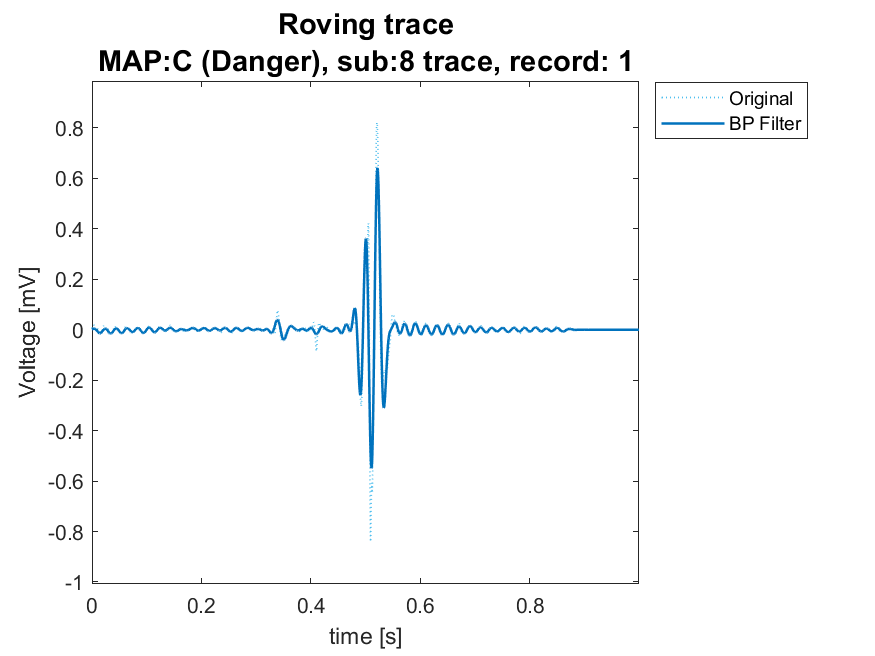 Roving trace
MAP:C (Danger), sub:8 trace, record: 1
Original
BP Filter
0.8
0.6
0.4
0.2
0
-0.2
-0.4
-0.6
-0.8
-1
Voltage [mV]
0 0.2 0.4 0.6 0.8
time [s]